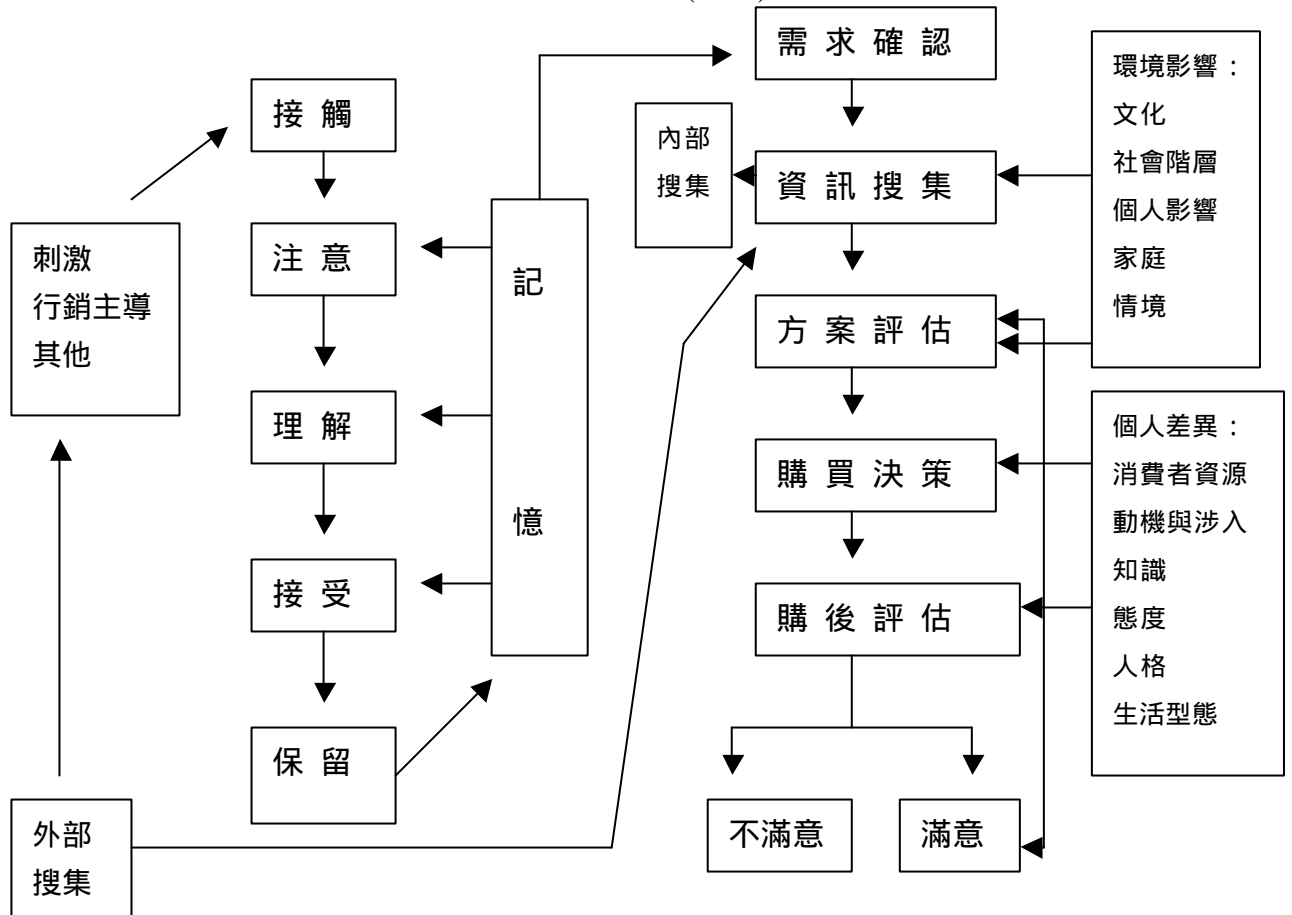 刺激
行銷主導
其他
外部
搜集
接觸
注意
理解
接受
保留
記
憶
內部
搜集
需求確認
資訊搜集
方案評估
購買決策
購後評估
不滿意
滿意
環境影響：
文化
社會階層
個人影響
家庭
情境
個人差異：
消費者資源
動機與涉入
知識
態度
人格
生活型態